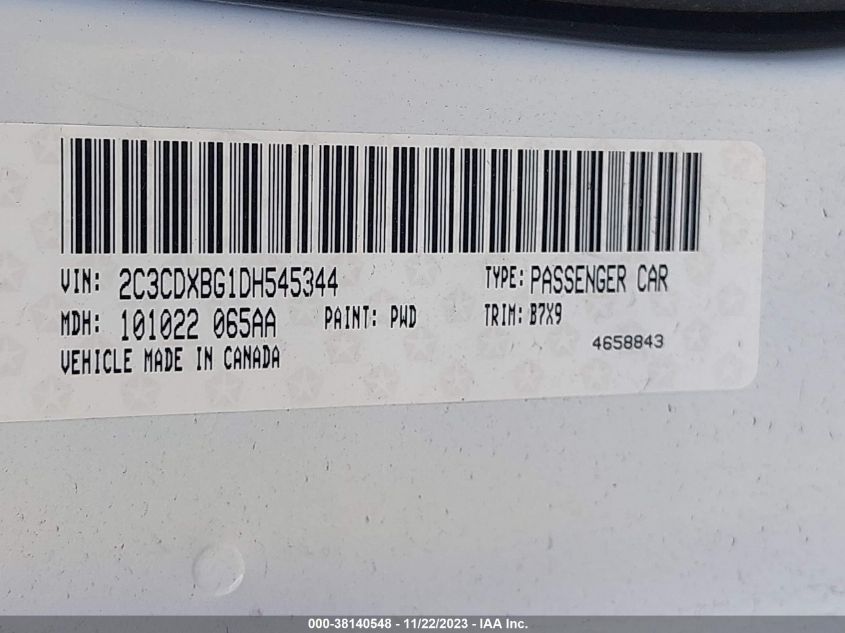 VIN: 2C3CDXBG1DH545344 TYPE: PASSENGER CAR
MDH: 101022 065AA PAINT: PWD TRIM: B7X9
VEHICLE MADE IN CANADA 4658843
000-38140548 - 11/22/2023 - IAA Inc.